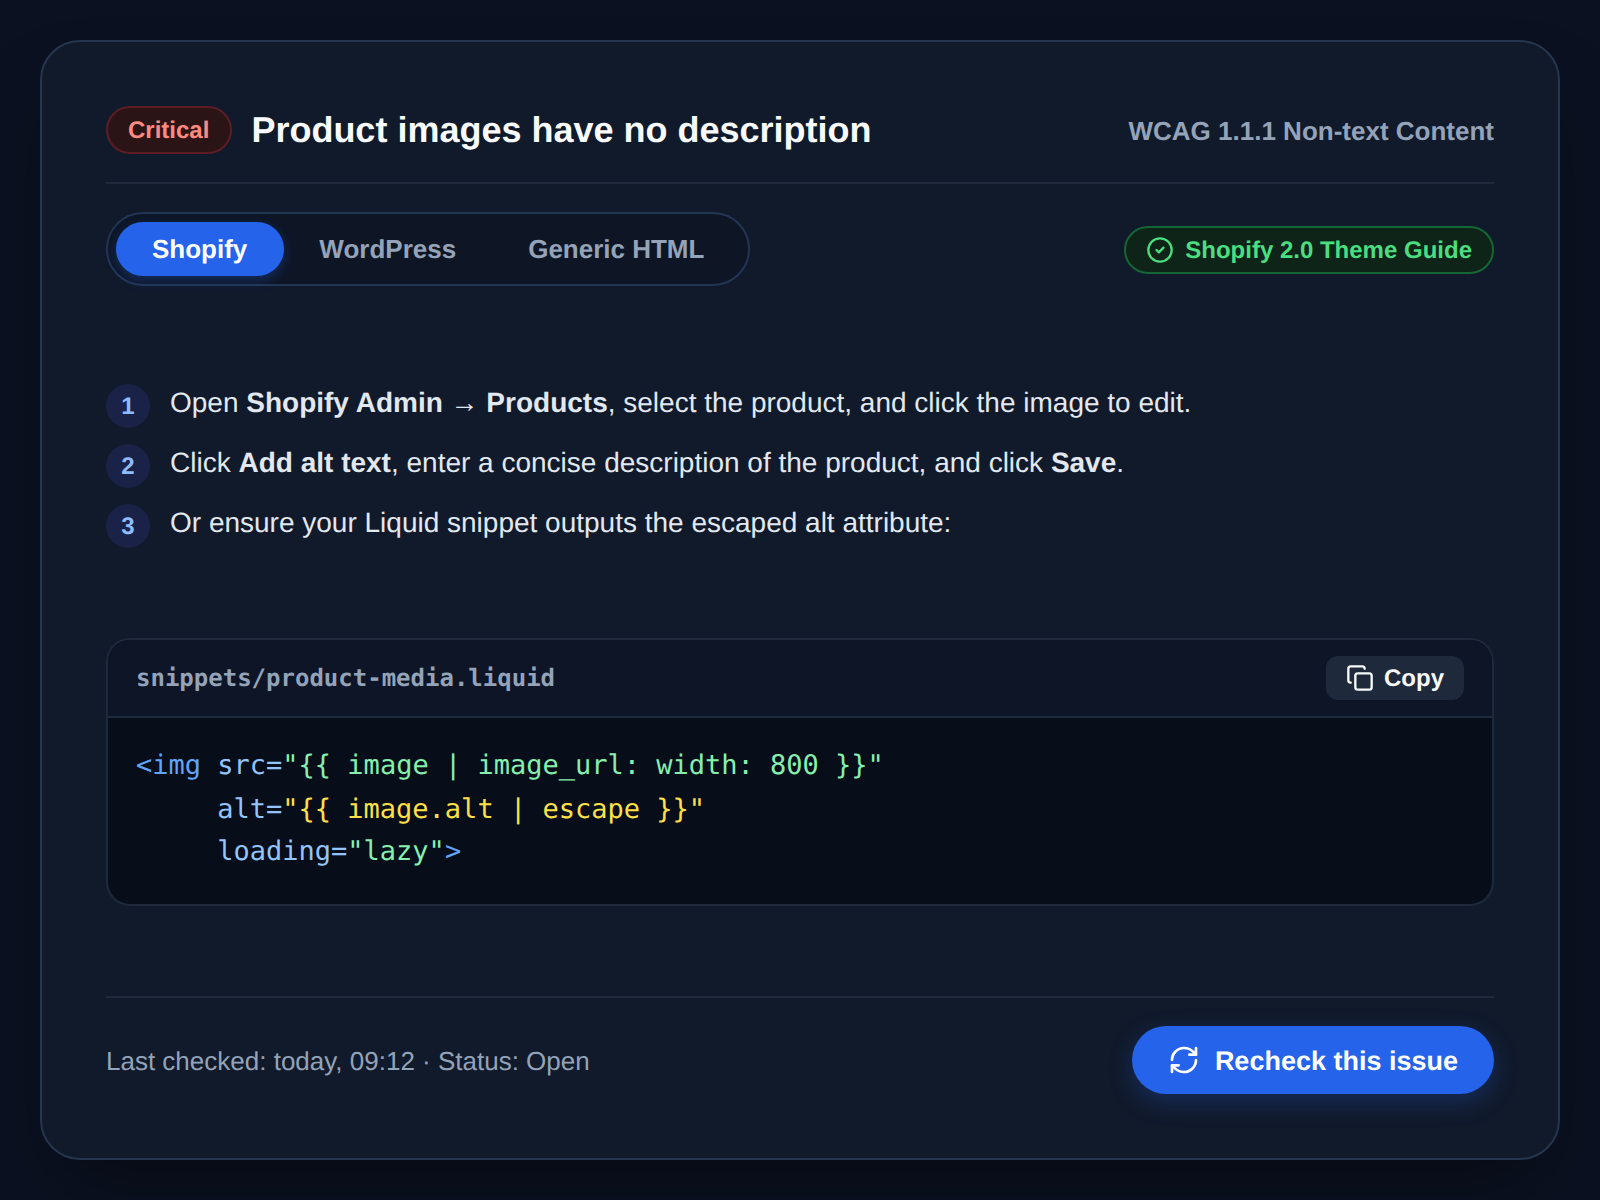 Critical
Product images have no description
WCAG 1.1.1 Non-text Content
Shopify
WordPress
Generic HTML
Shopify 2.0 Theme Guide
1 Open Shopify Admin → Products, select the product, and click the image to edit.
2 Click Add alt text, enter a concise description of the product, and click Save.
3 Or ensure your Liquid snippet outputs the escaped alt attribute:
snippets/product-media.liquid
Copy
<img src="{{ image | image_url: width: 800 }}"
     alt="{{ image.alt | escape }}"
     loading="lazy">
Last checked: today, 09:12 · Status: Open
Recheck this issue